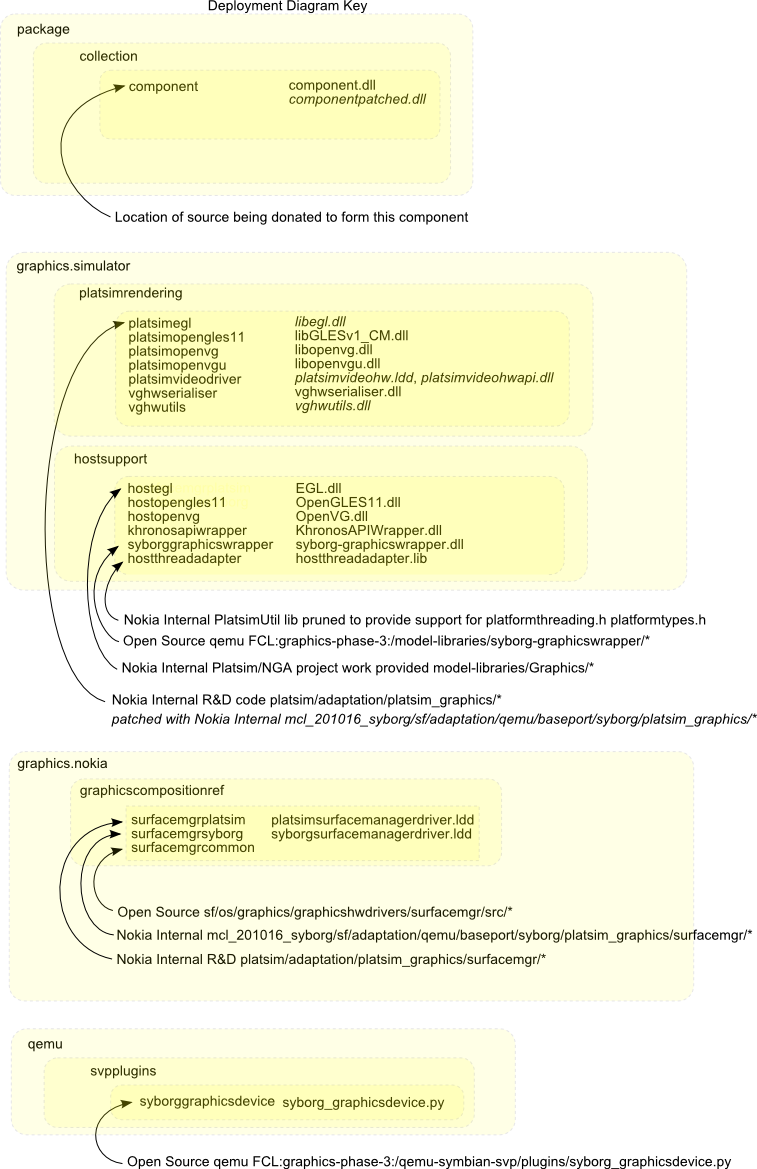 Deployment Diagram Key
package
collection
component component.dll
componentpatched.dll
Location of source being donated to form this component
graphics.simulator
platsimrendering
platsimegl libegl.dll
platsimopengles11 libGLESv1_CM.dll
platsimopenvg libopenvg.dll
platsimopenvgu libopenvgu.dll
platsimvideodriver platsimvideohw.ldd, platsimvideohwapi.dll
vghwserialiser vghwserialiser.dll
vghwutils vghwutils.dll
hostsupport
hostegl EGL.dll
hostopengles11 OpenGLES11.dll
hostopenvg OpenVG.dll
khronosapiwrapper KhronosAPIWrapper.dll
syborggraphicswrapper syborg-graphicswrapper.dll
hostthreadadapter hostthreadadapter.lib
Nokia Internal PlatsimUtil lib pruned to provide support for platformthreading.h platformtypes.h
Open Source qemu FCL:graphics-phase-3:/model-libraries/syborg-graphicswrapper/*
Nokia Internal Platsim/NGA project work provided model-libraries/Graphics/*
Nokia Internal R&D code platsim/adaptation/platsim_graphics/*
patched with Nokia Internal mcl_201016_syborg/sf/adaptation/qemu/baseport/syborg/platsim_graphics/*
graphics.nokia
graphicscompositionref
surfacemgrplatsim platsimsurfacemanagerdriver.ldd
surfacemgrsyborg syborgsurfacemanagerdriver.ldd
surfacemgrcommon
Open Source sf/os/graphics/graphicshwdrivers/surfacemgr/src/*
Nokia Internal mcl_201016_syborg/sf/adaptation/qemu/baseport/syborg/platsim_graphics/surfacemgr/*
Nokia Internal R&D platsim/adaptation/platsim_graphics/surfacemgr/*
qemu
svpplugins
syborggraphicsdevice syborg_graphicsdevice.py
Open Source qemu FCL:graphics-phase-3:/qemu-symbian-svp/plugins/syborg_graphicsdevice.py